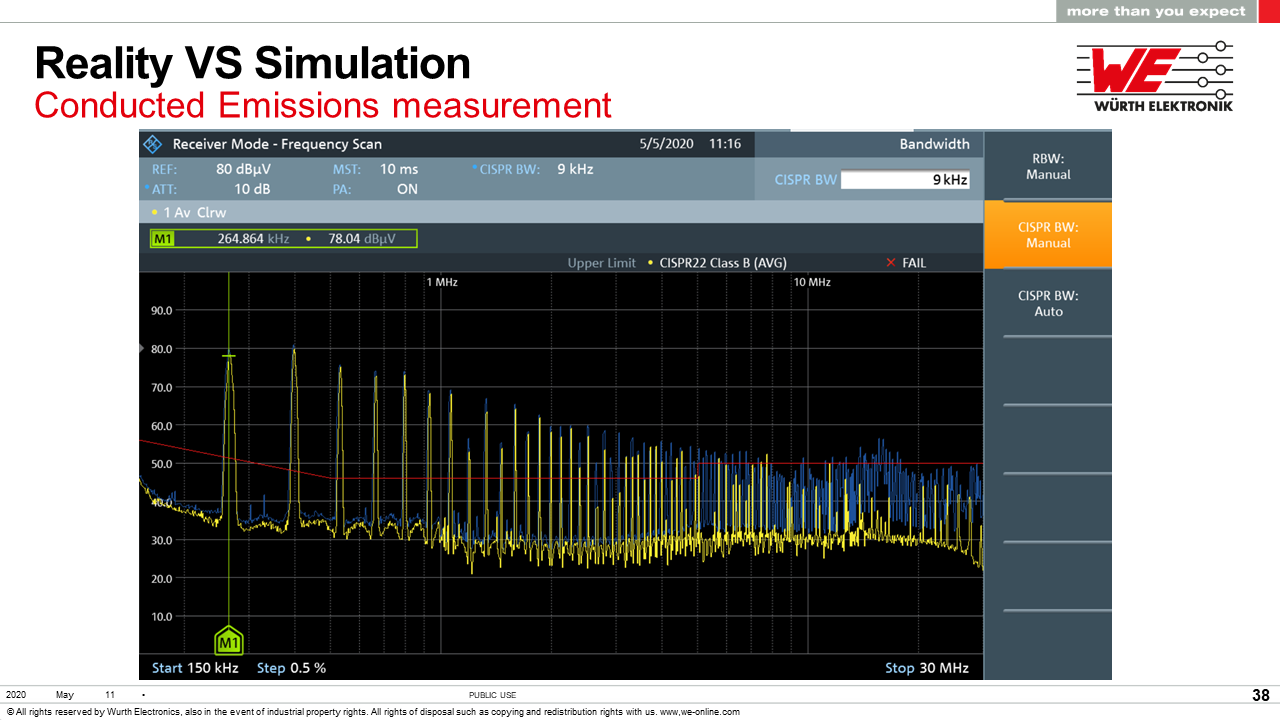 more than you expect
Reality VS Simulation
Conducted Emissions measurement
WE
WÜRTH ELEKTRONIK
Receiver Mode - Frequency Scan 5/5/2020 11:16 Bandwidth
REF: 80 dBµV MST: 10 ms CISPR BW: 9 kHz
ATT: 10 dB PA: ON
CISPR BW 9 kHz
1 Av Clrw
M1 264.864 kHz 78.04 dBµV
Upper Limit CISPR22 Class B (AVG) FAIL
1 MHz 10 MHz
90.0
80.0
70.0
60.0
50.0
40.0
30.0
20.0
10.0
M1
Start 150 kHz Step 0.5 % Stop 30 MHz
RBW:
Manual
CISPR BW:
Manual
CISPR BW:
Auto
2020 May 11 • PUBLIC USE 38
© All rights reserved by Wurth Electronics, also in the event of industrial property rights. All rights of disposal such as copying and redistribution rights with us. www,we-online.com